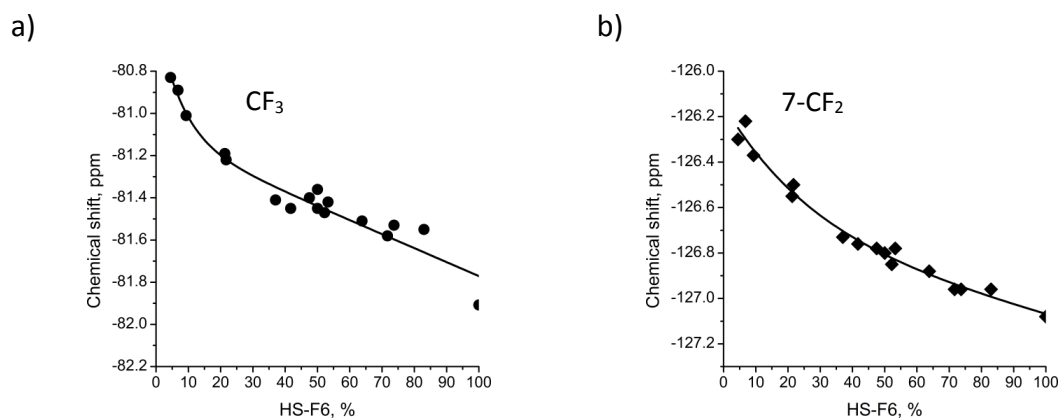 a)
CF₃
Chemical shift, ppm
-80.8
-81.0
-81.2
-81.4
-81.6
-81.8
-82.0
-82.2
0 10 20 30 40 50 60 70 80 90 100
HS-F6, %
b)
7-CF₂
Chemical shift, ppm
-126.0
-126.2
-126.4
-126.6
-126.8
-127.0
-127.2
0 10 20 30 40 50 60 70 80 90 100
HS-F6, %